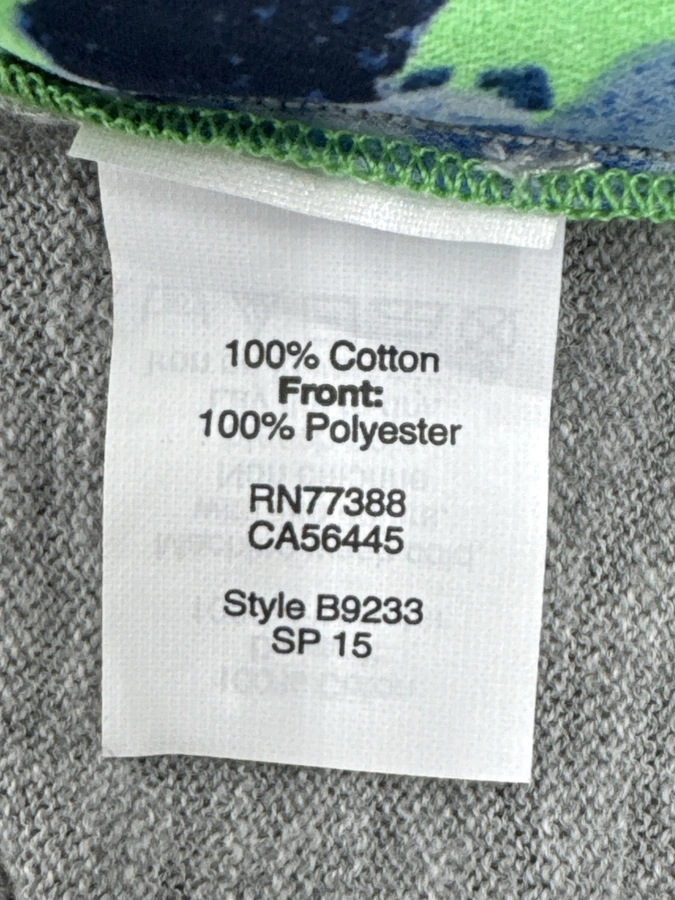 100% Cotton
Front:
100% Polyester
RN77388
CA56445
Style B9233
SP 15